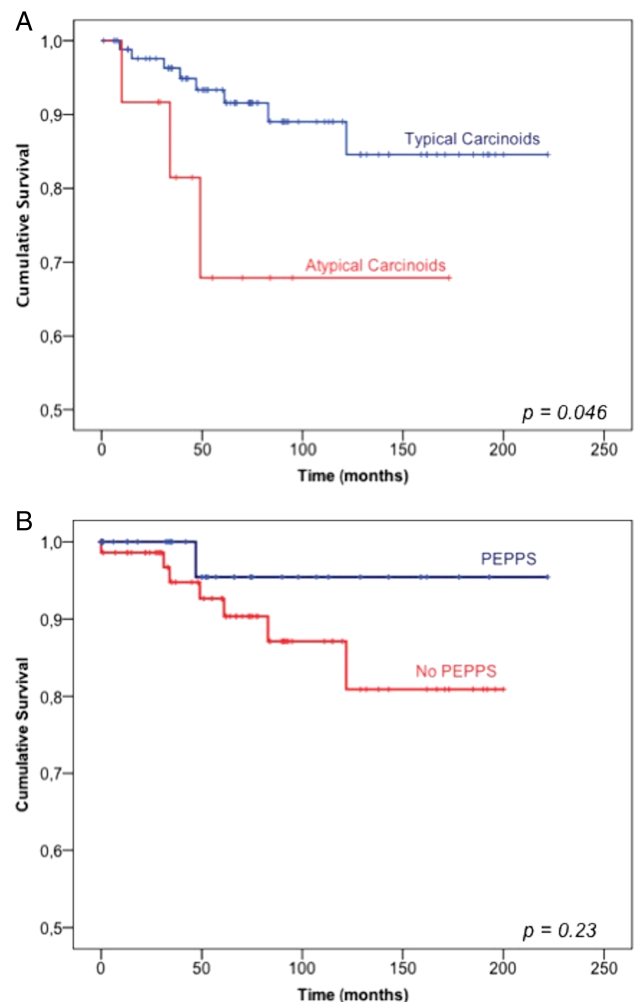 A
Cumulative Survival
1,0
0,9
0,8
0,7
0,6
0,5
Typical Carcinoids
Atypical Carcinoids
p = 0.046
0 50 100 150 200 250
Time (months)
B
Cumulative Survival
1,0
0,9
0,8
0,7
0,6
0,5
PEPPS
No PEPPS
p = 0.23
0 50 100 150 200 250
Time (months)